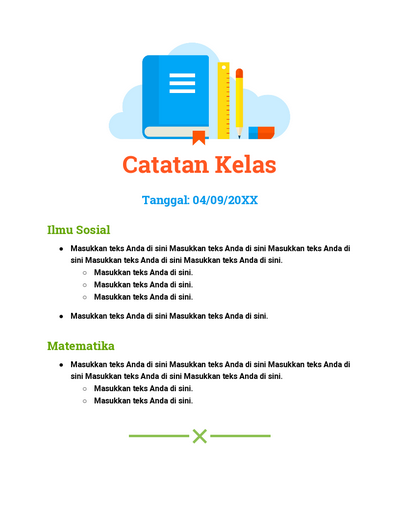 Catatan Kelas
Tanggal: 04/09/20XX
Ilmu Sosial
● Masukkan teks Anda di sini Masukkan teks Anda di sini Masukkan teks Anda di
sini Masukkan teks Anda di sini Masukkan teks Anda di sini.
○ Masukkan teks Anda di sini.
○ Masukkan teks Anda di sini.
○ Masukkan teks Anda di sini.
● Masukkan teks Anda di sini Masukkan teks Anda di sini.
Matematika
● Masukkan teks Anda di sini Masukkan teks Anda di sini Masukkan teks Anda di
sini Masukkan teks Anda di sini Masukkan teks Anda di sini.
○ Masukkan teks Anda di sini.
○ Masukkan teks Anda di sini.